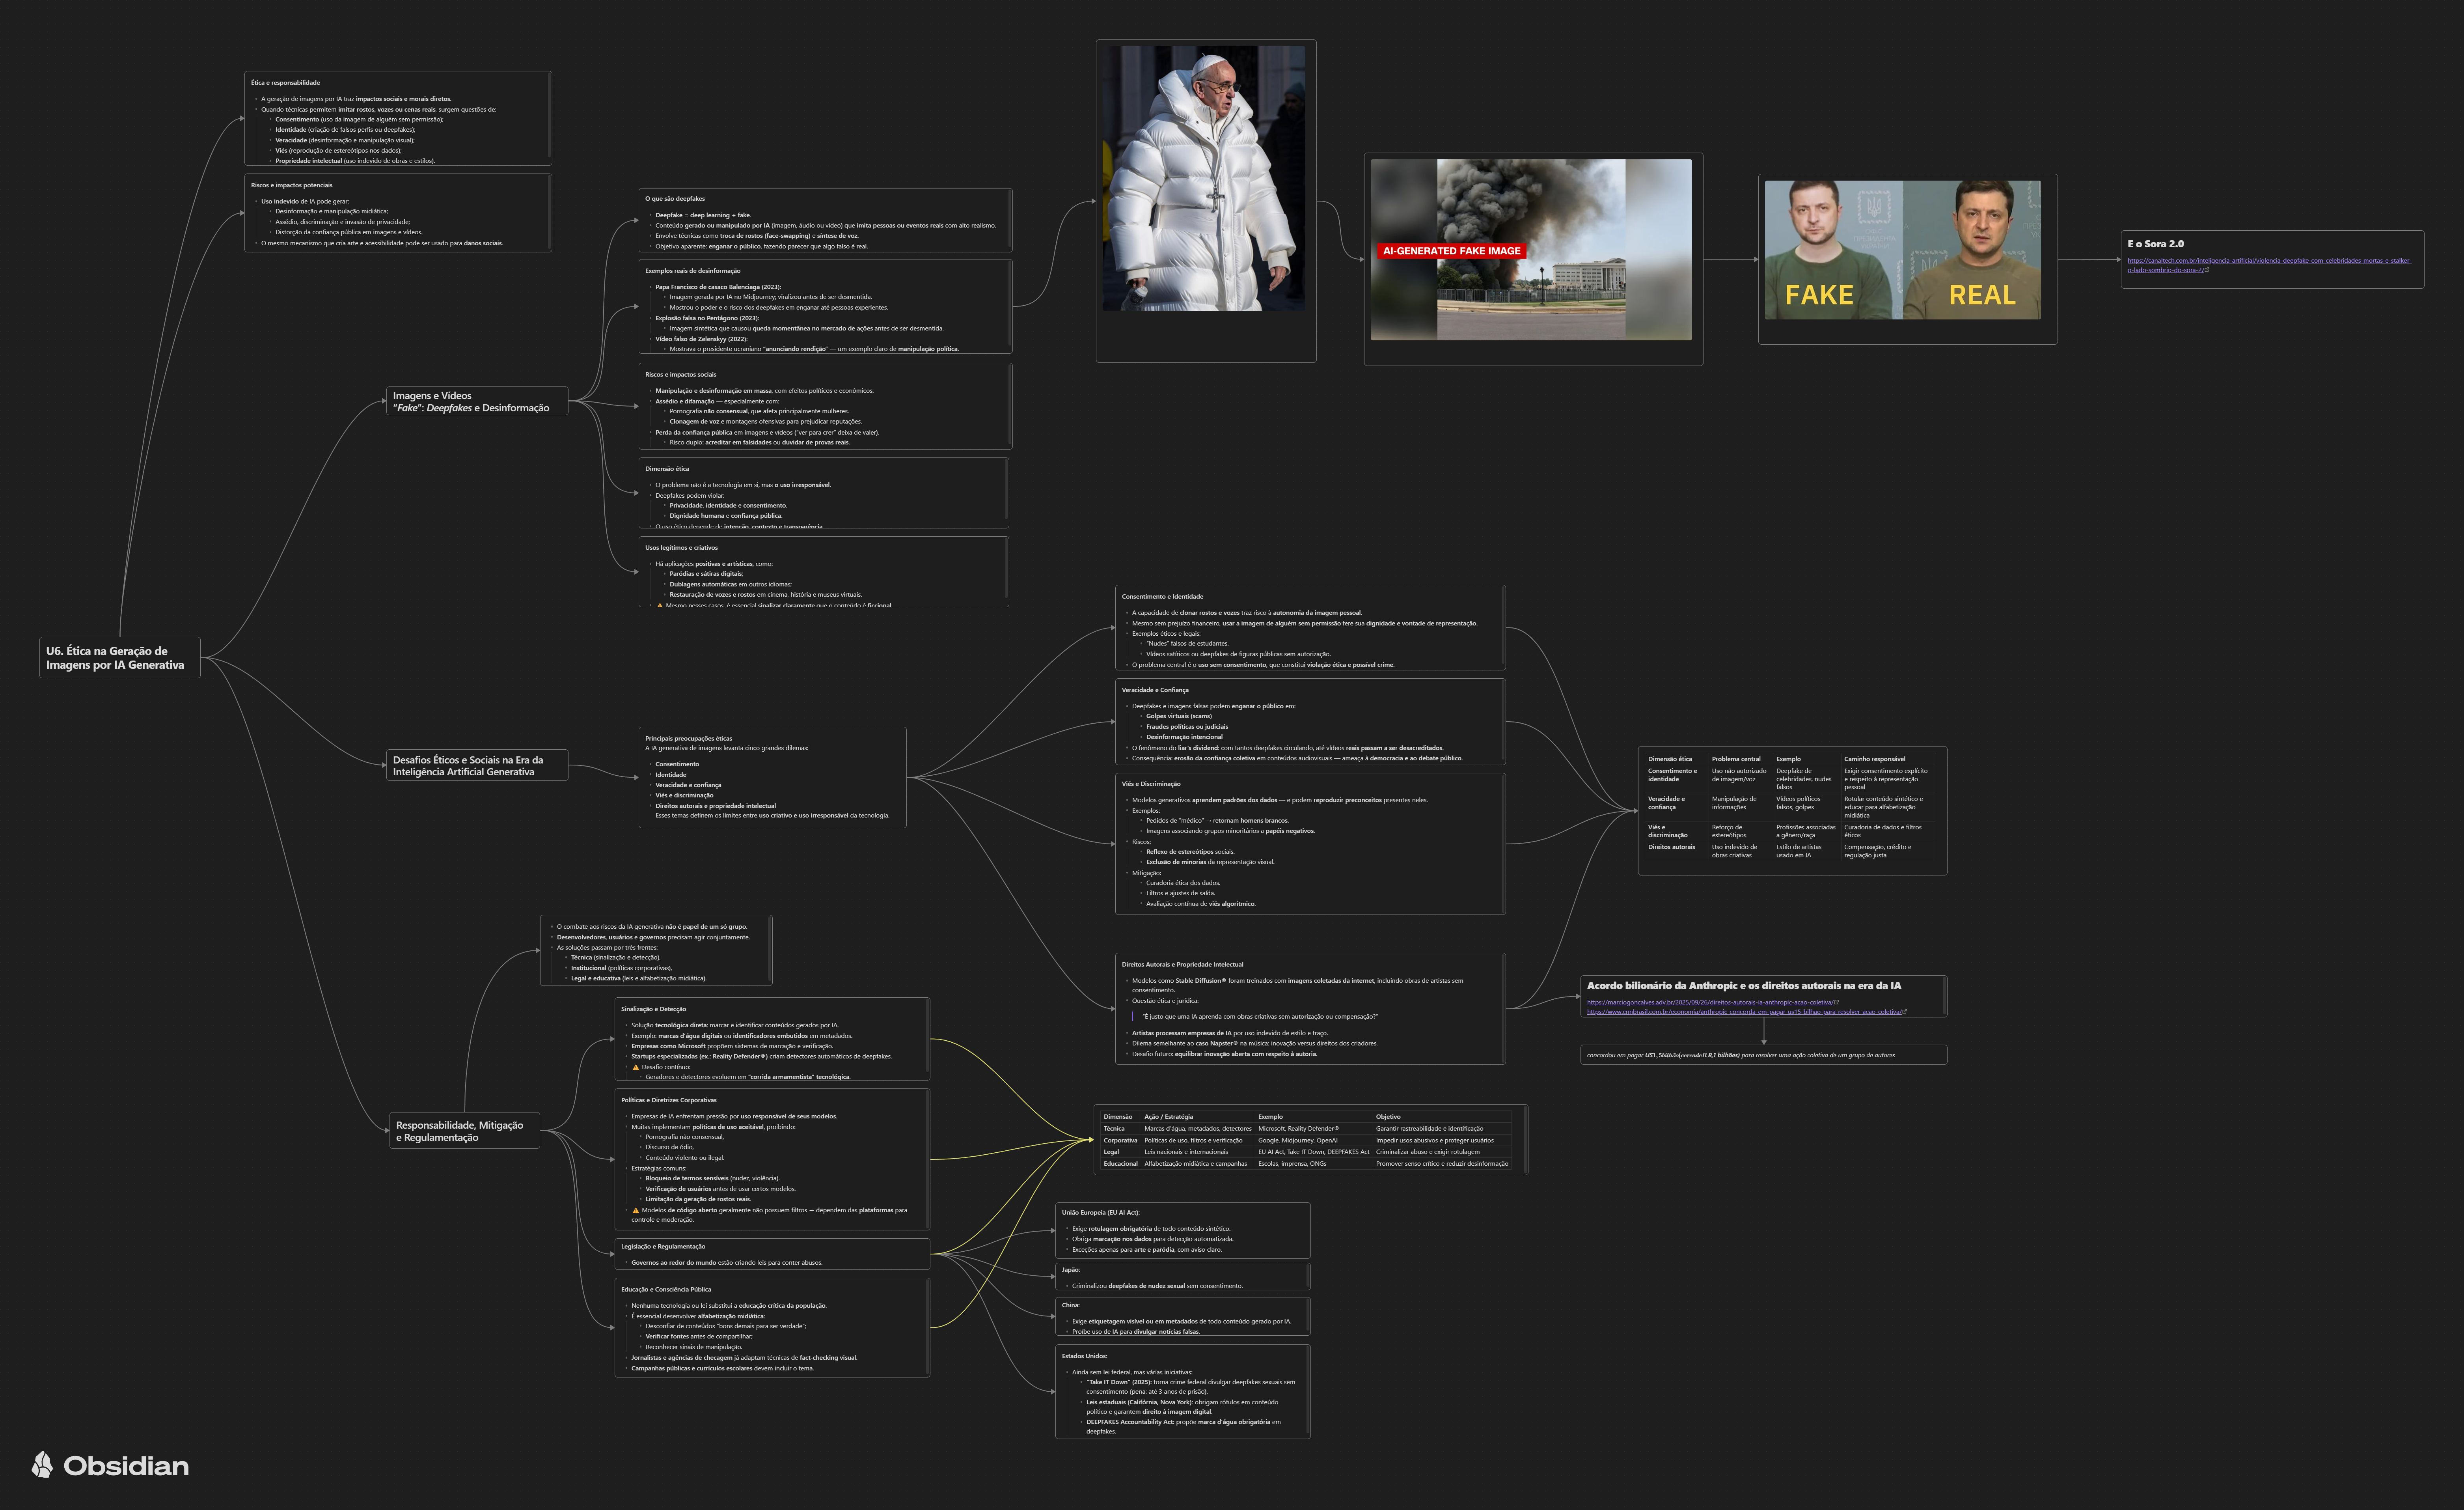 U6. Ética na Geração de
Imagens por IA Generativa
Ética e responsabilidade
A geração de imagens por IA traz impactos sociais e morais diretos.
Quando técnicas permitem imitar rostos, vozes ou cenas reais, surgem questões de:
Consentimento (uso da imagem de alguém sem permissão);
Identidade (criação de falsos perfis ou deepfakes);
Veracidade (desinformação e manipulação visual);
Viés (reprodução de estereótipos nos dados);
Propriedade intelectual (uso indevido de obras e estilos).
Riscos e impactos potenciais
Uso indevido de IA pode gerar:
Desinformação e manipulação midiática;
Assédio, discriminação e invasão de privacidade;
Distorção da confiança pública em imagens e vídeos.
O mesmo mecanismo que cria arte e acessibilidade pode ser usado para danos sociais.
Imagens e Vídeos
"Fake": Deepfakes e Desinformação
O que são deepfakes
Deepfake = deep learning + fake.
Conteúdo gerado ou manipulado por IA (imagem, áudio ou vídeo) que imita pessoas ou eventos reais com alto realismo.
Envolve técnicas como troca de rostos (face-swapping) e síntese de voz.
Objetivo aparente: enganar o público, fazendo parecer que algo falso é real.
Exemplos reais de desinformação
Papa Francisco de casaco Balenciaga (2023):
Imagem gerada por IA no Midjourney; viralizou antes de ser desmentida.
Mostrou o poder e o risco dos deepfakes em enganar até pessoas experientes.
Explosão falsa no Pentágono (2023):
Imagem sintética que causou queda momentânea no mercado de ações antes de ser desmentida.
Vídeo falso de Zelenskyy (2022):
Mostrava o presidente ucraniano "anunciando rendição" — um exemplo claro de manipulação política.
Riscos e impactos sociais
Manipulação e desinformação em massa, com efeitos políticos e econômicos.
Assédio e difamação — especialmente com:
Pornografia não consensual, que afeta principalmente mulheres.
Clonagem de voz e montagens ofensivas para prejudicar reputações.
Perda da confiança pública em imagens e vídeos ("ver para crer" deixa de valer).
Risco duplo: acreditar em falsidades ou duvidar de provas reais.
Dimensão ética
O problema não é a tecnologia em si, mas o uso irresponsável.
Deepfakes podem violar:
Privacidade, identidade e consentimento.
Dignidade humana e confiança pública.
O uso ético depende de intenção, contexto e transparência
Usos legítimos e criativos
Há aplicações positivas e artísticas, como:
Paródias e sátiras digitais;
Dublagens automáticas em outros idiomas;
Restauração de vozes e rostos em cinema, história e museus virtuais.
⚠️ Mesmo nesses casos, é essencial sinalizar claramente que o conteúdo é ficcional
AI-GENERATED FAKE IMAGE
FAKE
REAL
E o Sora 2.0
https://canaltech.com.br/inteligencia-artificial/violencia-deepfake-com-celebridades-mortas-e-stalker-
o-lado-sombrio-do-sora-2/
Desafios Éticos e Sociais na Era da
Inteligência Artificial Generativa
Principais preocupações éticas
A IA generativa de imagens levanta cinco grandes dilemas:
Consentimento
Identidade
Veracidade e confiança
Viés e discriminação
Direitos autorais e propriedade intelectual
Esses temas definem os limites entre uso criativo e uso irresponsável da tecnologia.
Consentimento e Identidade
A capacidade de clonar rostos e vozes traz risco à autonomia da imagem pessoal.
Mesmo sem prejuízo financeiro, usar a imagem de alguém sem permissão fere sua dignidade e vontade de representação.
Exemplos éticos e legais:
"Nudes" falsos de estudantes.
Vídeos satíricos ou deepfakes de figuras públicas sem autorização.
O problema central é o uso sem consentimento, que constitui violação ética e possível crime.
Veracidade e Confiança
Deepfakes e imagens falsas podem enganar o público em:
Golpes virtuais (scams)
Fraudes políticas ou judiciais
Desinformação intencional
O fenômeno do liar's dividend: com tantos deepfakes circulando, até vídeos reais passam a ser desacreditados.
Consequência: erosão da confiança coletiva em conteúdos audiovisuais — ameaça à democracia e ao debate público.
Viés e Discriminação
Modelos generativos aprendem padrões dos dados — e podem reproduzir preconceitos presentes neles.
Exemplos:
Pedidos de "médico" → retornam homens brancos.
Imagens associando grupos minoritários a papéis negativos.
Riscos:
Reflexo de estereótipos sociais.
Exclusão de minorias da representação visual.
Mitigação:
Curadoria ética dos dados.
Filtros e ajustes de saída.
Avaliação contínua de viés algorítmico.
Direitos Autorais e Propriedade Intelectual
Modelos como Stable Diffusion® foram treinados com imagens coletadas da internet, incluindo obras de artistas sem
consentimento.
Questão ética e jurídica:
"É justo que uma IA aprenda com obras criativas sem autorização ou compensação?"
Artistas processam empresas de IA por uso indevido de estilo e traço.
Dilema semelhante ao caso Napster® na música: inovação versus direitos dos criadores.
Desafio futuro: equilibrar inovação aberta com respeito à autoria.
Dimensão ética Problema central Exemplo Caminho responsável
Consentimento e identidade Uso não autorizado de imagem/voz Deepfake de celebridades, nudes falsos Exigir consentimento explícito e respeito à representação pessoal
Veracidade e confiança Manipulação de informações Vídeos políticos falsos, golpes Rotular conteúdo sintético e educar para alfabetização midiática
Viés e discriminação Reforço de estereótipos Profissões associadas a gênero/raça Curadoria de dados e filtros éticos
Direitos autorais Uso indevido de obras criativas Estilo de artistas usado em IA Compensação, crédito e regulação justa
Acordo bilionário da Anthropic e os direitos autorais na era da IA
https://marciogoncalves.adv.br/2025/09/26/direitos-autorais-ia-anthropic-acao-coletiva/
https://www.cnnbrasil.com.br/economia/anthropic-concorda-em-pagar-us15-bilhao-para-resolver-acao-coletiva/
concordou em pagar US1,5bilhão(cercadeR 8,1 bilhões) para resolver uma ação coletiva de um grupo de autores
Responsabilidade, Mitigação
e Regulamentação
O combate aos riscos da IA generativa não é papel de um só grupo.
Desenvolvedores, usuários e governos precisam agir conjuntamente.
As soluções passam por três frentes:
Técnica (sinalização e detecção),
Institucional (políticas corporativas),
Legal e educativa (leis e alfabetização midiática).
Sinalização e Detecção
Solução tecnológica direta: marcar e identificar conteúdos gerados por IA.
Exemplo: marcas d'água digitais ou identificadores embutidos em metadados.
Empresas como Microsoft propõem sistemas de marcação e verificação.
Startups especializadas (ex.: Reality Defender®) criam detectores automáticos de deepfakes.
⚠️ Desafio contínuo:
Geradores e detectores evoluem em "corrida armamentista" tecnológica.
Políticas e Diretrizes Corporativas
Empresas de IA enfrentam pressão por uso responsável de seus modelos.
Muitas implementam políticas de uso aceitável, proibindo:
Pornografia não consensual,
Discurso de ódio,
Conteúdo violento ou ilegal.
Estratégias comuns:
Bloqueio de termos sensíveis (nudez, violência).
Verificação de usuários antes de usar certos modelos.
Limitação da geração de rostos reais.
⚠️ Modelos de código aberto geralmente não possuem filtros → dependem das plataformas para
controle e moderação.
Legislação e Regulamentação
Governos ao redor do mundo estão criando leis para conter abusos.
Educação e Consciência Pública
Nenhuma tecnologia ou lei substitui a educação crítica da população.
É essencial desenvolver alfabetização midiática:
Desconfiar de conteúdos "bons demais para ser verdade";
Verificar fontes antes de compartilhar;
Reconhecer sinais de manipulação.
Jornalistas e agências de checagem já adaptam técnicas de fact-checking visual.
Campanhas públicas e currículos escolares devem incluir o tema.
Dimensão Ação / Estratégia Exemplo Objetivo
Técnica Marcas d'água, metadados, detectores Microsoft, Reality Defender® Garantir rastreabilidade e identificação
Corporativa Políticas de uso, filtros e verificação Google, Midjourney, OpenAI Impedir usos abusivos e proteger usuários
Legal Leis nacionais e internacionais EU AI Act, Take IT Down, DEEPFAKES Act Criminalizar abuso e exigir rotulagem
Educacional Alfabetização midiática e campanhas Escolas, imprensa, ONGs Promover senso crítico e reduzir desinformação
União Europeia (EU AI Act):
Exige rotulagem obrigatória de todo conteúdo sintético.
Obriga marcação nos dados para detecção automatizada.
Exceções apenas para arte e paródia, com aviso claro.
Japão:
Criminalizou deepfakes de nudez sexual sem consentimento.
China:
Exige etiquetagem visível ou em metadados de todo conteúdo gerado por IA.
Proíbe uso de IA para divulgar notícias falsas.
Estados Unidos:
Ainda sem lei federal, mas várias iniciativas:
"Take IT Down" (2025): torna crime federal divulgar deepfakes sexuais sem
consentimento (pena: até 3 anos de prisão).
Leis estaduais (Califórnia, Nova York): obrigam rótulos em conteúdo
político e garantem direito à imagem digital.
DEEPFAKES Accountability Act: propõe marca d'água obrigatória em
deepfakes.
Obsidian